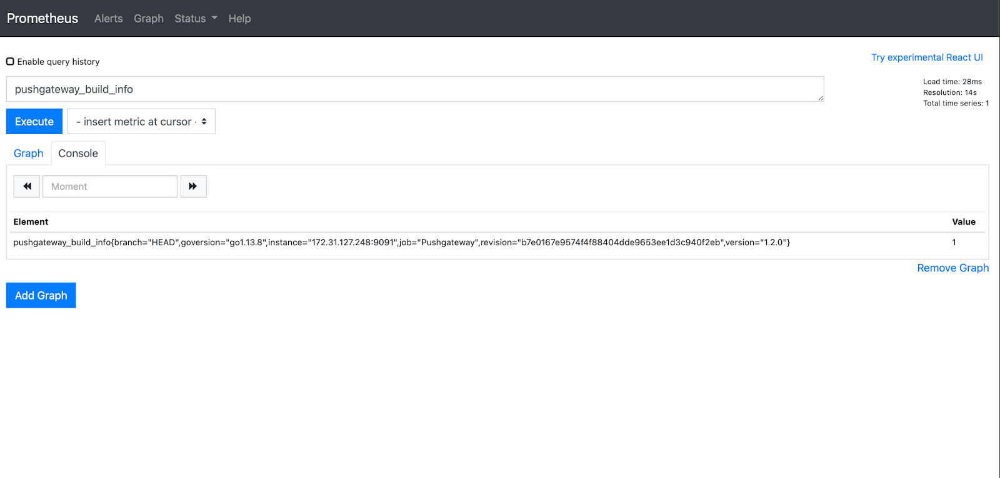 Prometheus Alerts Graph Status Help
Enable query history
Try experimental React UI
pushgateway_build_info
Load time: 28ms
Resolution: 14s
Total time series: 1
Execute
- insert metric at cursor -
Graph Console
Moment
Element Value
pushgateway_build_info{branch="HEAD",goversion="go1.13.8",instance="172.31.127.248:9091",job="Pushgateway",revision="b7e0167e9574f4f88404dde9653ee1d3c940f2eb",version="1.2.0"} 1
Remove Graph
Add Graph